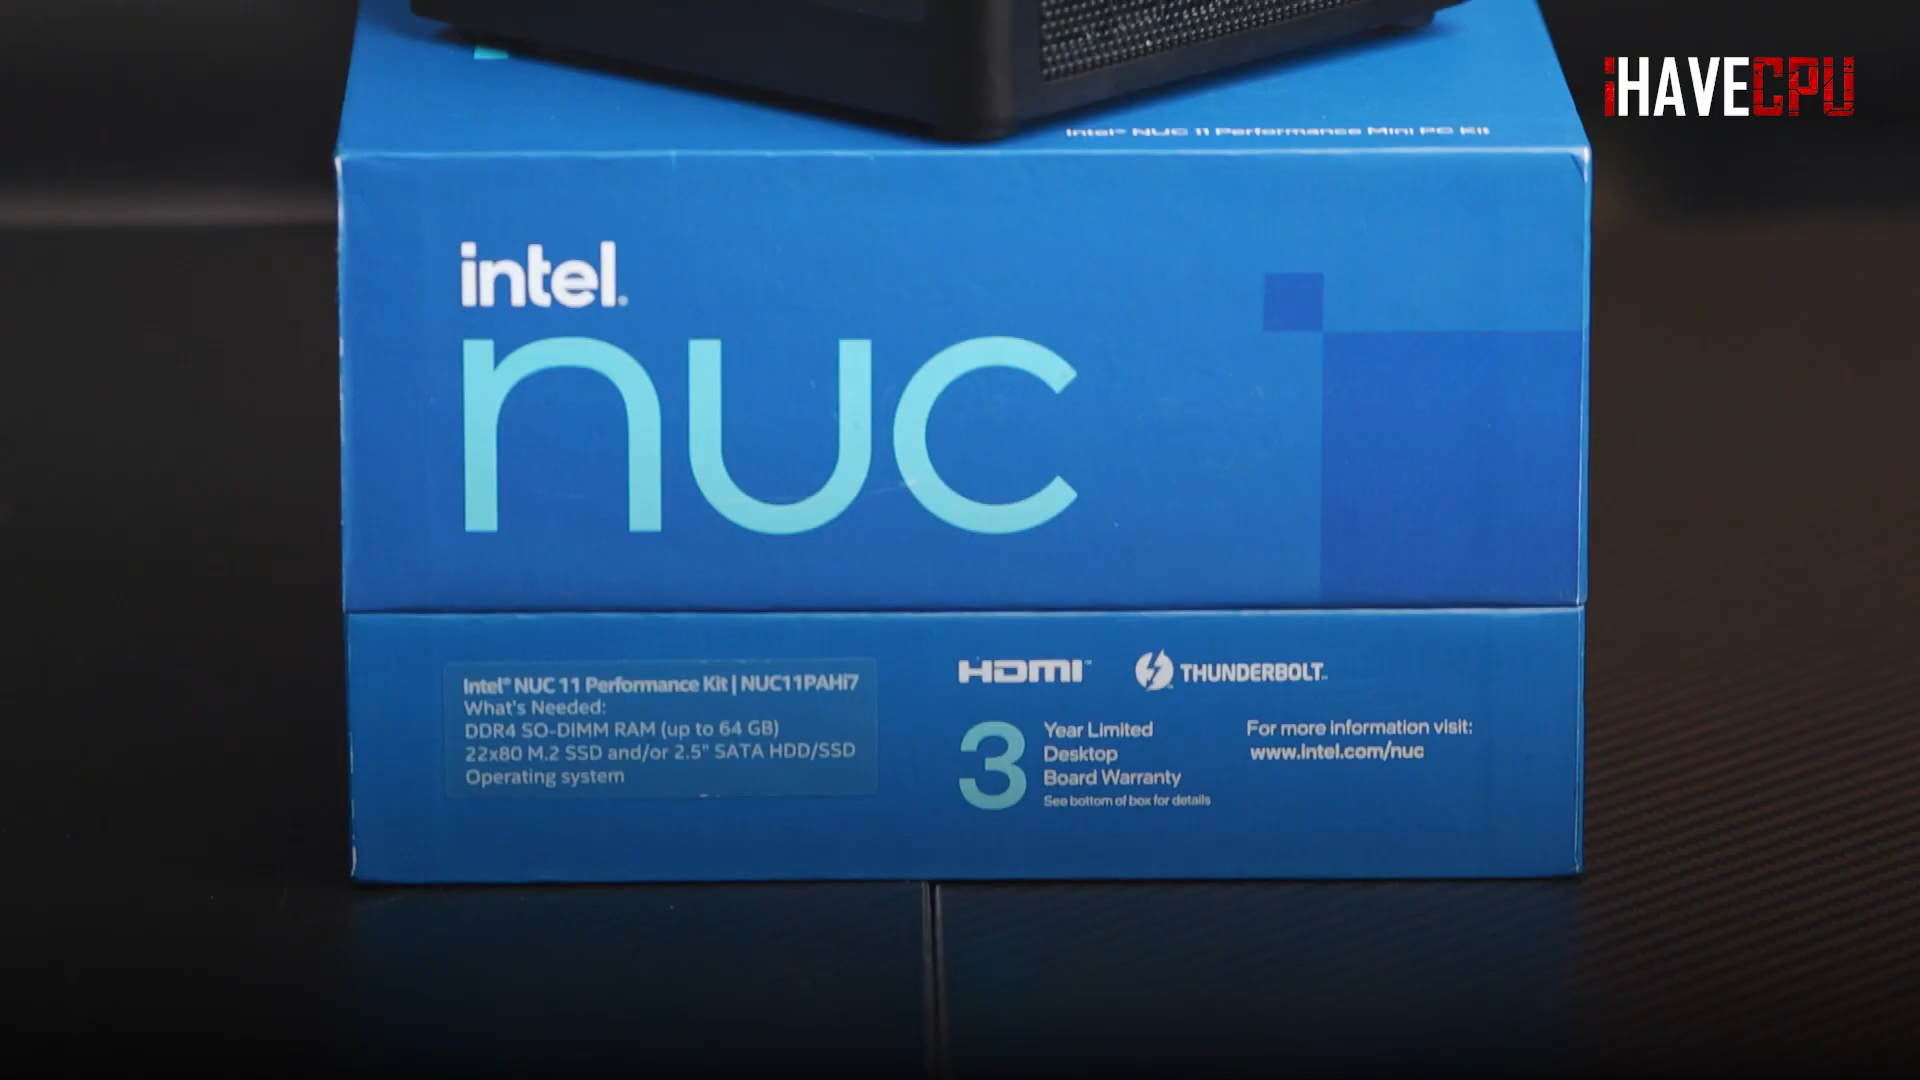 iHAVECPU
Intel® NUC 11 Performance Mini PC Kit
intel.
nuc
Intel® NUC 11 Performance Kit | NUC11PAHi7
What's Needed:
DDR4 SO-DIMM RAM (up to 64 GB)
22x80 M.2 SSD and/or 2.5" SATA HDD/SSD
Operating system
HDMI™
THUNDERBOLT™
3
Year Limited
Desktop
Board Warranty
See bottom of box for details
For more information visit:
www.intel.com/nuc